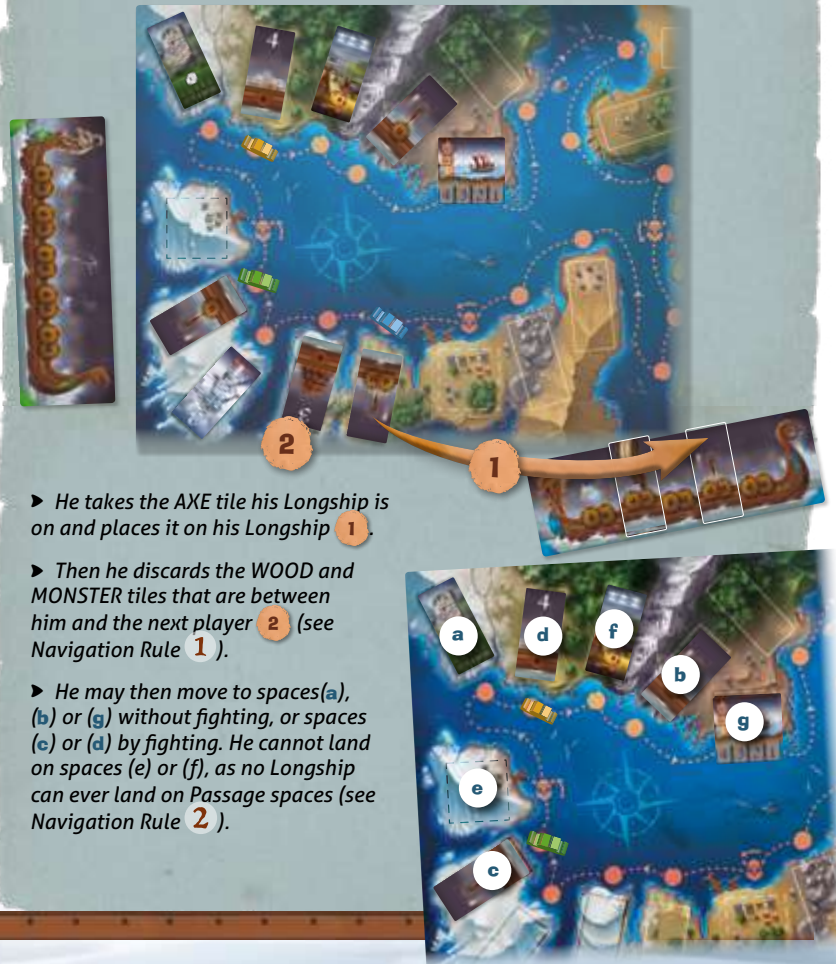 2
1
➤ He takes the AXE tile his Longship is
on and places it on his Longship 1 .
➤ Then he discards the WOOD and
MONSTER tiles that are between
him and the next player 2 (see
Navigation Rule 1 ).
➤ He may then move to spaces(a),
(b) or (g) without fighting, or spaces
(c) or (d) by fighting. He cannot land
on spaces (e) or (f), as no Longship
can ever land on Passage spaces (see
Navigation Rule 2 ).
a
d
f
b
g
e
c